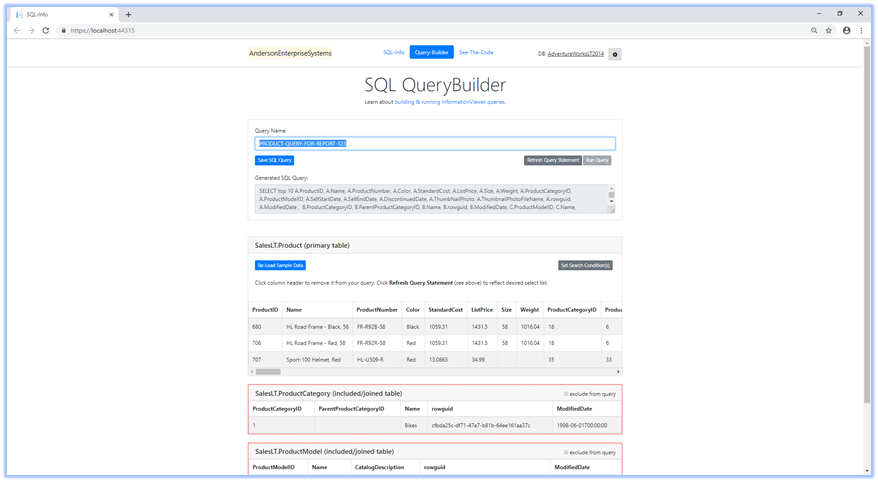 SQL-Info
https://localhost:44315
AndersonEnterpriseSystems
SQL-Info Query-Builder See-The-Code
DB: AdventureWorksLT2014
SQL QueryBuilder
Learn about building & running InformationViewer queries.
Query Name:
PRODUCT-QUERY-FOR-REPORT-123
Save SQL Query Refresh Query Statement Run Query
Generated SQL Query:
SELECT top 10 A.ProductID, A.Name, A.ProductNumber, A.Color, A.StandardCost, A.ListPrice, A.Size, A.Weight, A.ProductCategoryID,
A.ProductModelID, A.SellStartDate, A.SellEndDate, A.DiscontinuedDate, A.ThumbNailPhoto, A.ThumbnailPhotoFileName, A.rowguid,
A.ModifiedDate , B.ProductCategoryID, B.ParentProductCategoryID, B.Name, B.rowguid, B.ModifiedDate, C.ProductModelID, C.Name,
SalesLT.Product (primary table)
Re-Load Sample Data Set Search Condition(s)
Click column header to remove it from your query. Click Refresh Query Statement (see above) to reflect desired select list.
ProductID Name ProductNumber Color StandardCost ListPrice Size Weight ProductCategoryID Produc
680 HL Road Frame - Black, 58 FR-R92B-58 Black 1059.31 1431.5 58 1016.04 18 6
706 HL Road Frame - Red, 58 FR-R92R-58 Red 1059.31 1431.5 58 1016.04 18 6
707 Sport-100 Helmet, Red HL-U509-R Red 13.0863 34.99 35 33
SalesLT.ProductCategory (included/joined table) exclude from query
ProductCategoryID ParentProductCategoryID Name rowguid ModifiedDate
1 Bikes cfbda25c-df71-47a7-b81b-64ee161aa37c 1998-06-01T00:00:00
SalesLT.ProductModel (included/joined table) exclude from query
ProductModelID Name CatalogDescription rowguid ModifiedDate